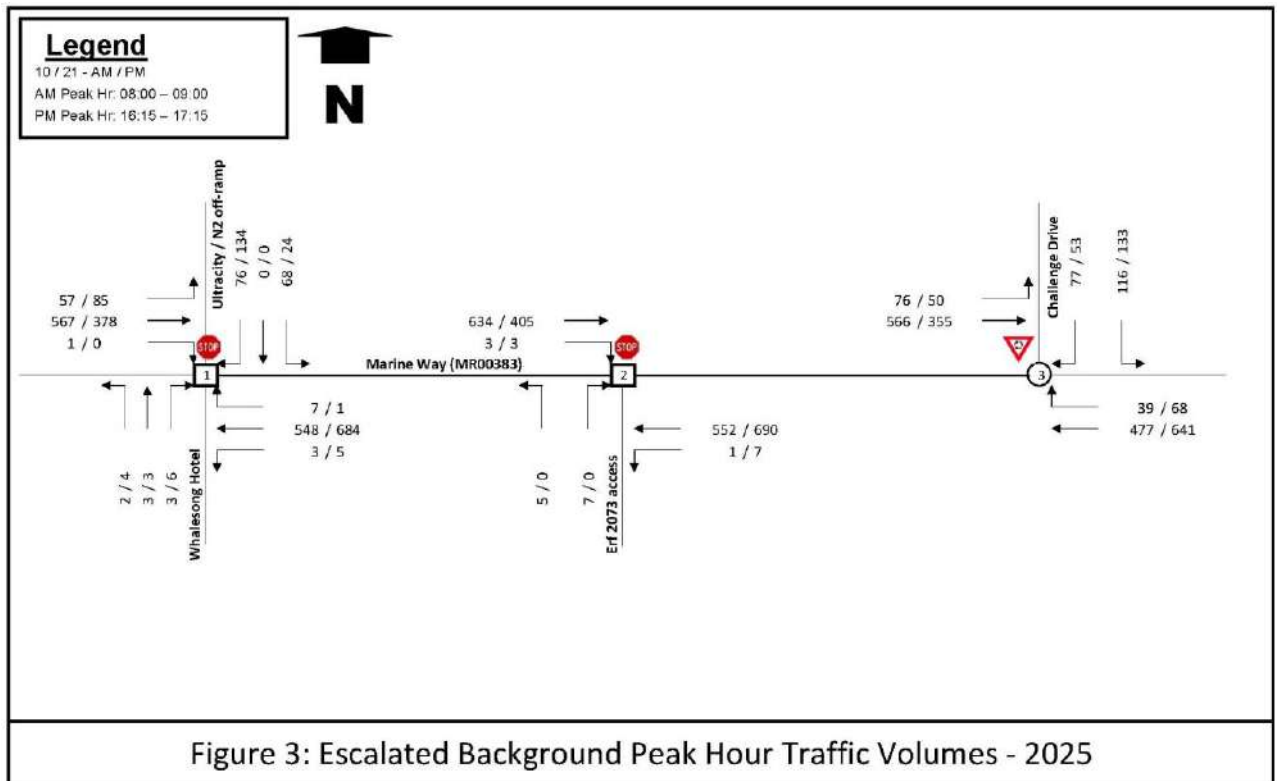 Legend
10 / 21 - AM / PM
AM Peak Hr: 08:00 – 09:00
PM Peak Hr: 16:15 – 17:15
N
Ultracity / N2 off-ramp
76 / 134
0 / 0
68 / 24
57 / 85
567 / 378
1 / 0
STOP
1
7 / 1
548 / 684
3 / 5
2 / 4
3 / 3
3 / 6
Whalesong Hotel
Marine Way (MR00383)
634 / 405
3 / 3
STOP
2
552 / 690
1 / 7
5 / 0
7 / 0
Erf 2073 access
Challenge Drive
77 / 53
116 / 133
76 / 50
566 / 355
3
39 / 68
477 / 641
Figure 3: Escalated Background Peak Hour Traffic Volumes - 2025